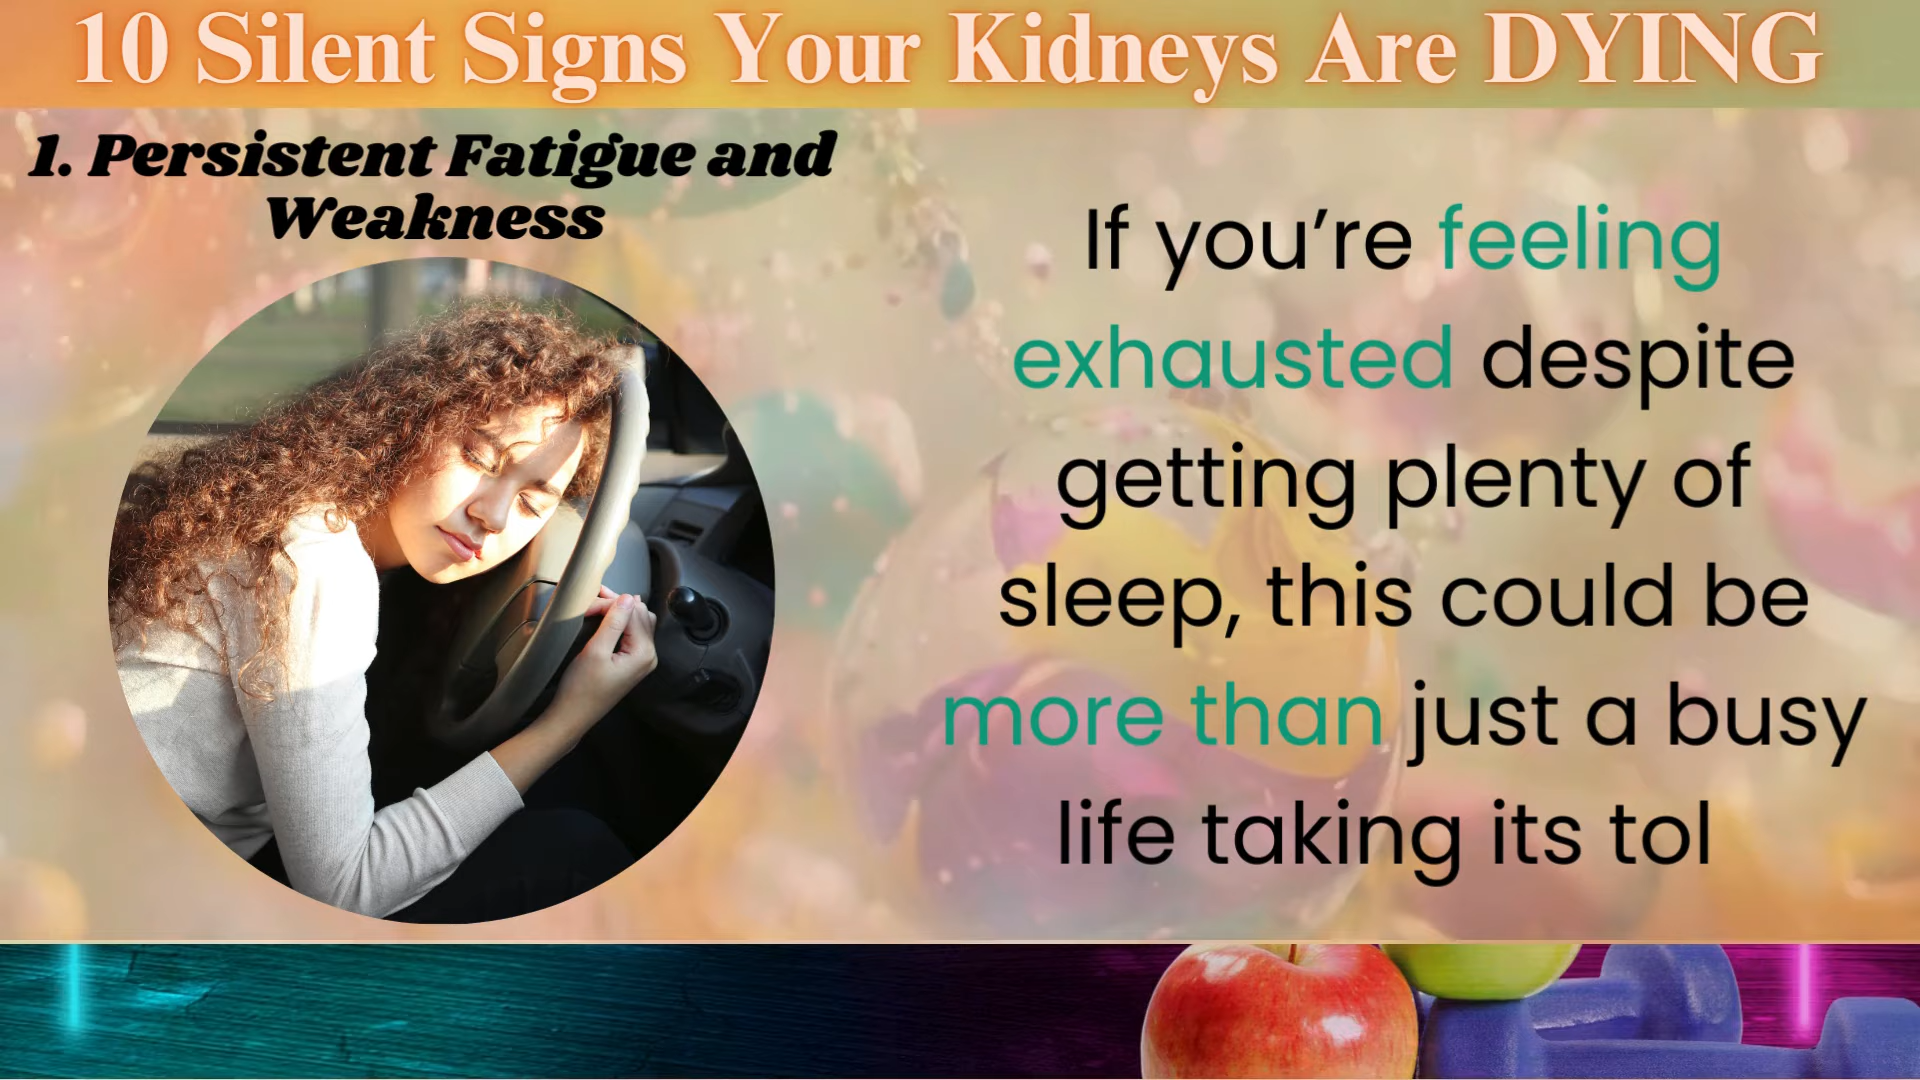 10 Silent Signs Your Kidneys Are DYING
1. Persistent Fatigue and
Weakness
If you’re feeling
exhausted despite
getting plenty of
sleep, this could be
more than just a busy
life taking its tol